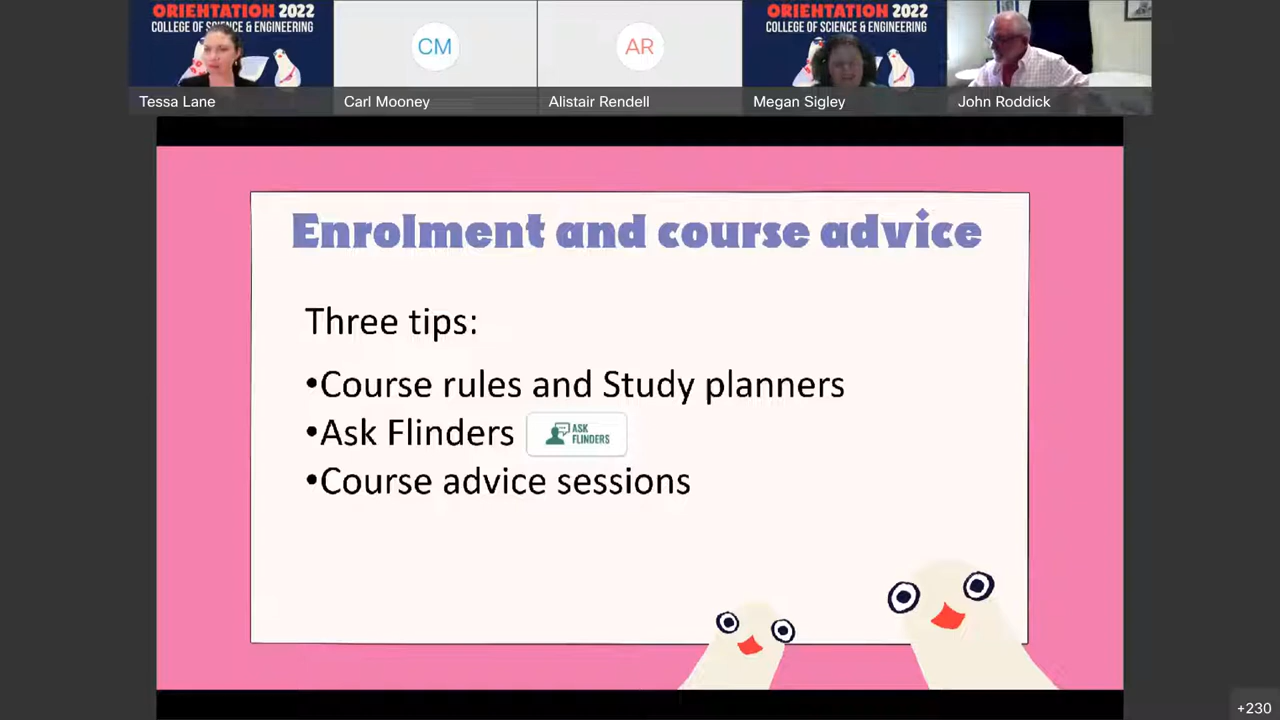 ORIENTATION 2022
COLLEGE OF SCIENCE & ENGINEERING
Tessa Lane
CM
Carl Mooney
AR
Alistair Rendell
ORIENTATION 2022
COLLEGE OF SCIENCE & ENGINEERING
Megan Sigley
John Roddick
Enrolment and course advice
Three tips:
•Course rules and Study planners
•Ask Flinders
ASK
FLINDERS
•Course advice sessions
+230